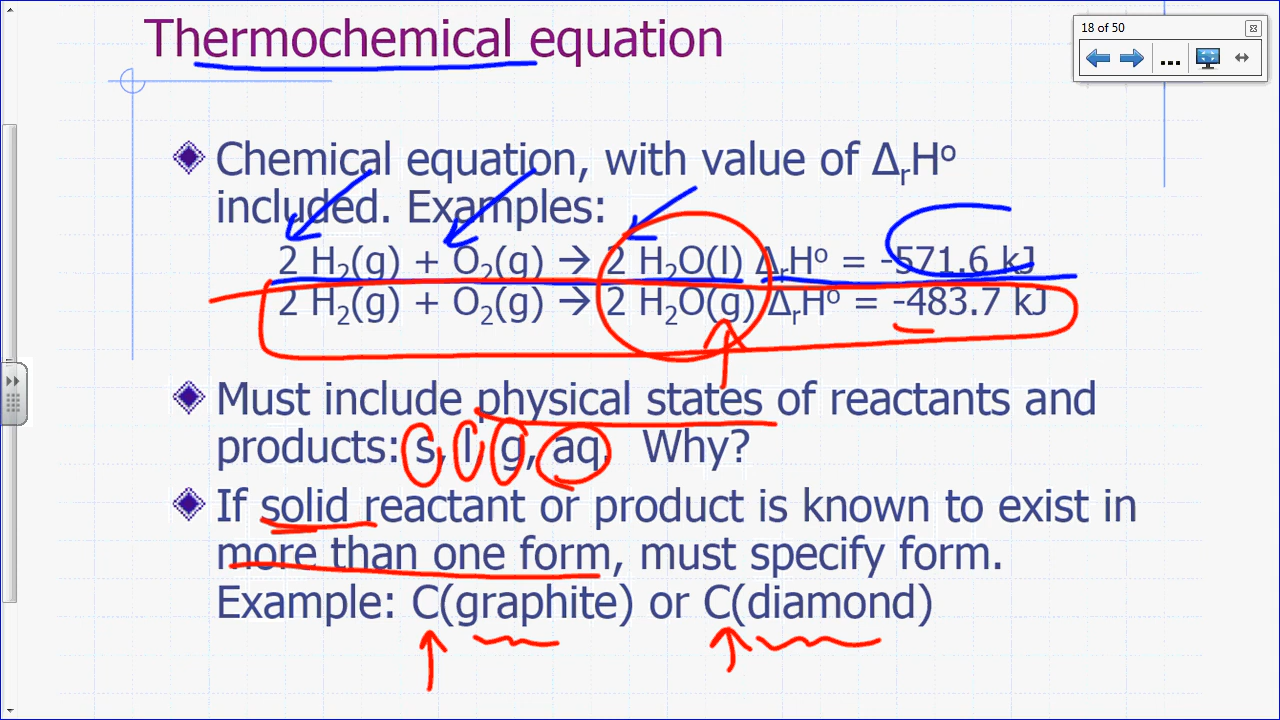 Thermochemical equation
18 of 50
Chemical equation, with value of ΔrHº
included. Examples:
2 H₂(g) + O₂(g) → 2 H₂O(l) ΔrHº = -571.6 kJ
2 H₂(g) + O₂(g) → 2 H₂O(g) ΔrHº = -483.7 kJ
Must include physical states of reactants and
products: s, l, g, aq. Why?
If solid reactant or product is known to exist in
more than one form, must specify form.
Example: C(graphite) or C(diamond)